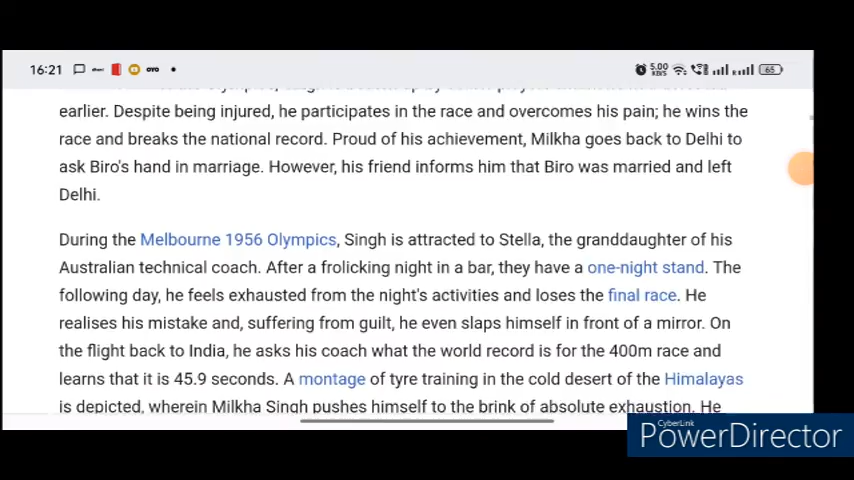 16:21 OYO 5.00 KB/S 65
earlier. Despite being injured, he participates in the race and overcomes his pain; he wins the
race and breaks the national record. Proud of his achievement, Milkha goes back to Delhi to
ask Biro's hand in marriage. However, his friend informs him that Biro was married and left
Delhi.
During the Melbourne 1956 Olympics, Singh is attracted to Stella, the granddaughter of his
Australian technical coach. After a frolicking night in a bar, they have a one-night stand. The
following day, he feels exhausted from the night's activities and loses the final race. He
realises his mistake and, suffering from guilt, he even slaps himself in front of a mirror. On
the flight back to India, he asks his coach what the world record is for the 400m race and
learns that it is 45.9 seconds. A montage of tyre training in the cold desert of the Himalayas
is depicted, wherein Milkha Singh pushes himself to the brink of absolute exhaustion. He
CyberLink
PowerDirector